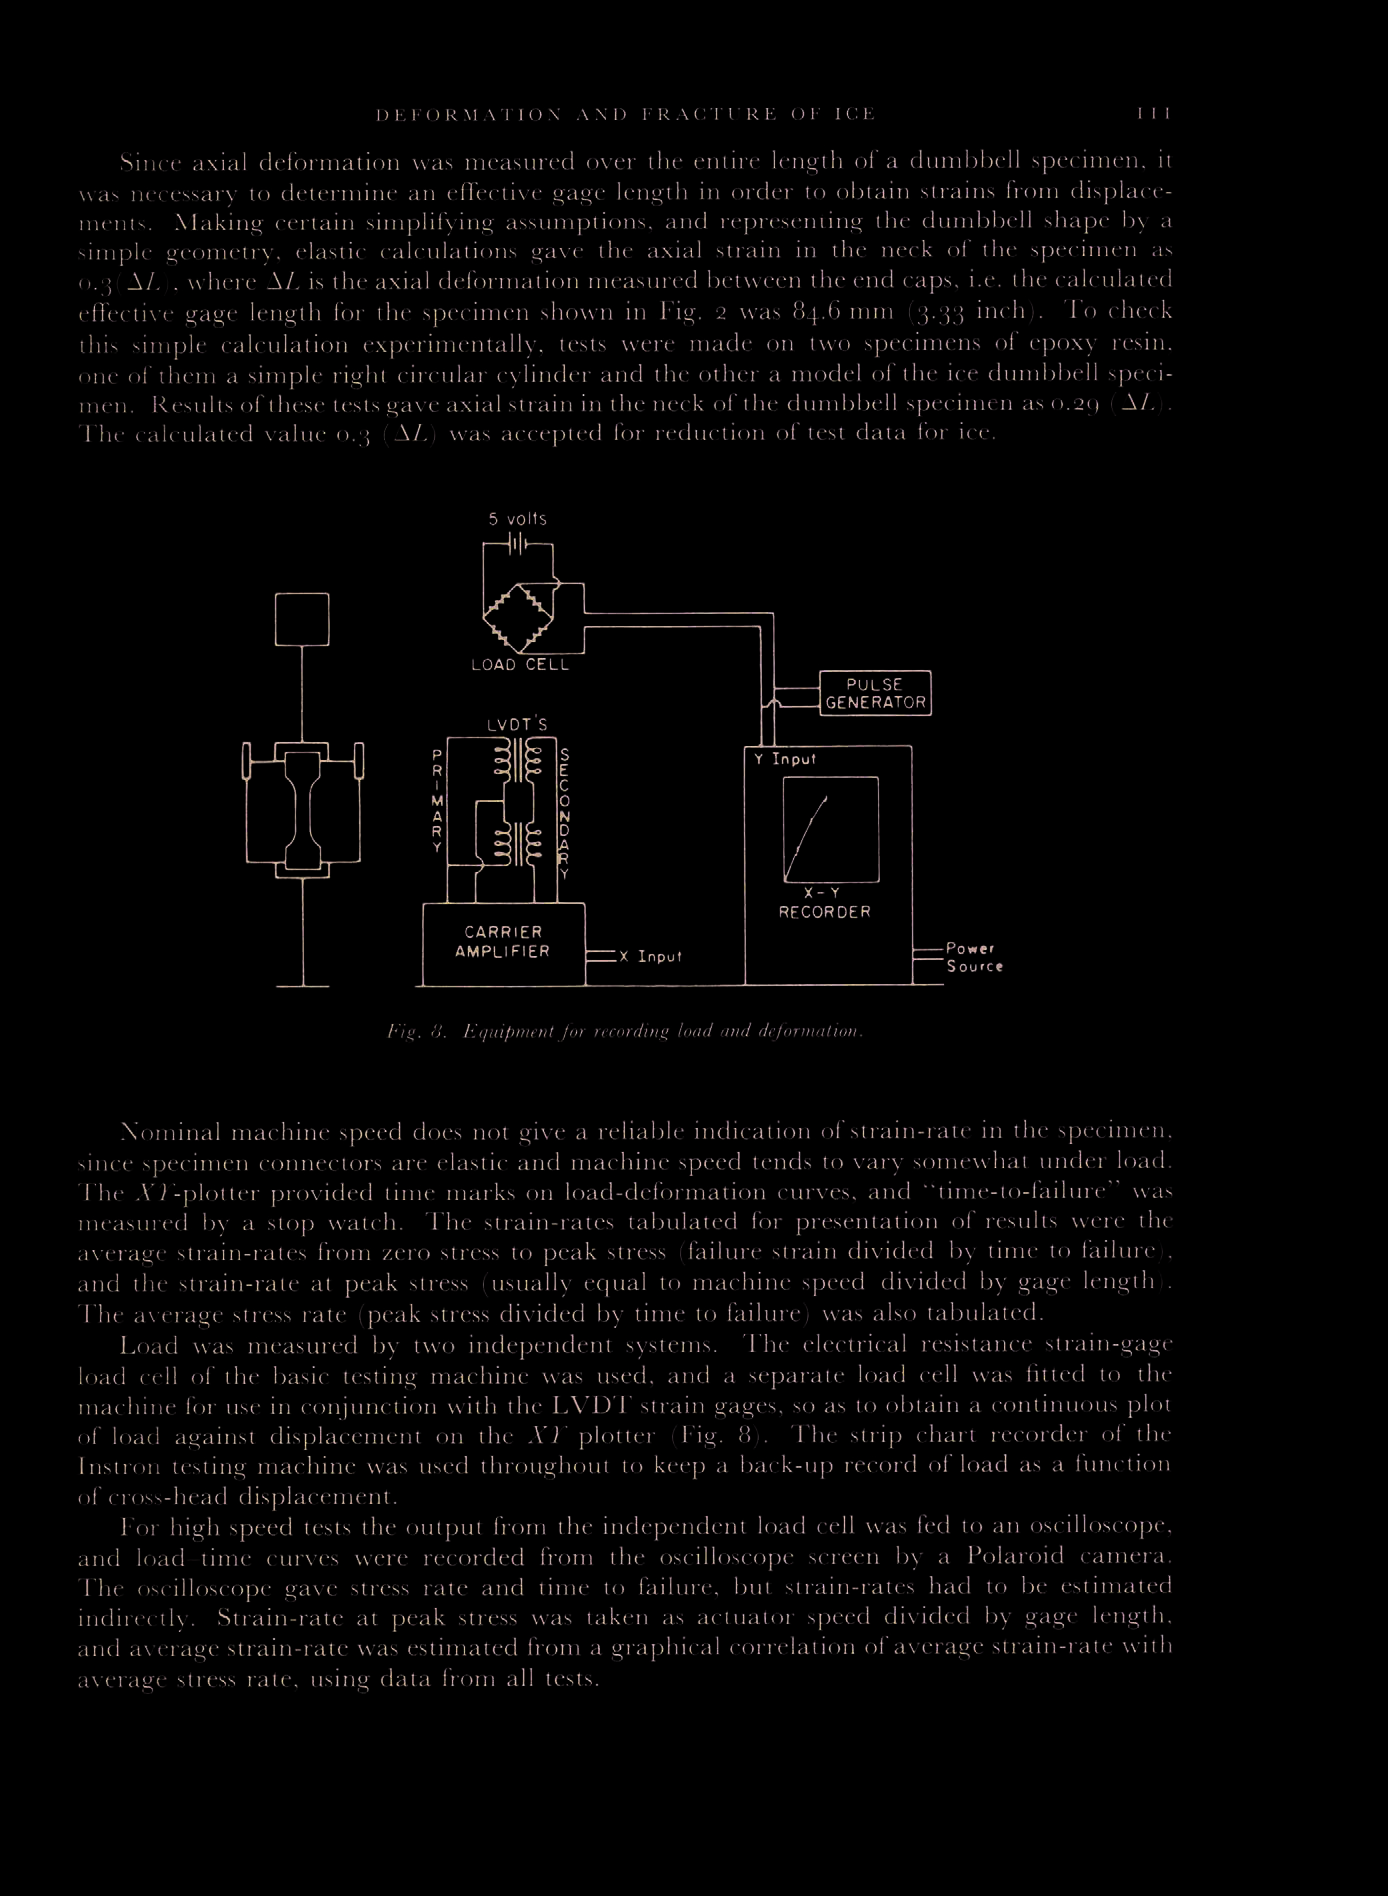 DEFORMATION AND FRACTURE OF ICE 111
Since axial deformation was measured over the entire length of a dumbbell specimen, it
was necessary to determine an effective gage length in order to obtain strains from displace-
ments. Making certain simplifying assumptions, and representing the dumbbell shape by a
simple geometry, elastic calculations gave the axial strain in the neck of the specimen as
0.3(ΔL), where ΔL is the axial deformation measured between the end caps, i.e. the calculated
effective gage length for the specimen shown in Fig. 2 was 84.6 mm (3.33 inch). To check
this simple calculation experimentally, tests were made on two specimens of epoxy resin,
one of them a simple right circular cylinder and the other a model of the ice dumbbell speci-
men. Results of these tests gave axial strain in the neck of the dumbbell specimen as 0.29 (ΔL).
The calculated value 0.3 (ΔL) was accepted for reduction of test data for ice.
5 volts
LOAD CELL
PULSE
GENERATOR
LVDT'S
PRIMARY
SECONDARY
Y Input
X-Y
RECORDER
CARRIER
AMPLIFIER
X Input
Power
Source
Fig. 8. Equipment for recording load and deformation.
Nominal machine speed does not give a reliable indication of strain-rate in the specimen,
since specimen connectors are elastic and machine speed tends to vary somewhat under load.
The XY-plotter provided time marks on load-deformation curves, and "time-to-failure" was
measured by a stop watch. The strain-rates tabulated for presentation of results were the
average strain-rates from zero stress to peak stress (failure strain divided by time to failure),
and the strain-rate at peak stress (usually equal to machine speed divided by gage length).
The average stress rate (peak stress divided by time to failure) was also tabulated.
Load was measured by two independent systems. The electrical resistance strain-gage
load cell of the basic testing machine was used, and a separate load cell was fitted to the
machine for use in conjunction with the LVDT strain gages, so as to obtain a continuous plot
of load against displacement on the XY plotter (Fig. 8). The strip chart recorder of the
Instron testing machine was used throughout to keep a back-up record of load as a function
of cross-head displacement.
For high speed tests the output from the independent load cell was fed to an oscilloscope,
and load–time curves were recorded from the oscilloscope screen by a Polaroid camera.
The oscilloscope gave stress rate and time to failure, but strain-rates had to be estimated
indirectly. Strain-rate at peak stress was taken as actuator speed divided by gage length,
and average strain-rate was estimated from a graphical correlation of average strain-rate with
average stress rate, using data from all tests.